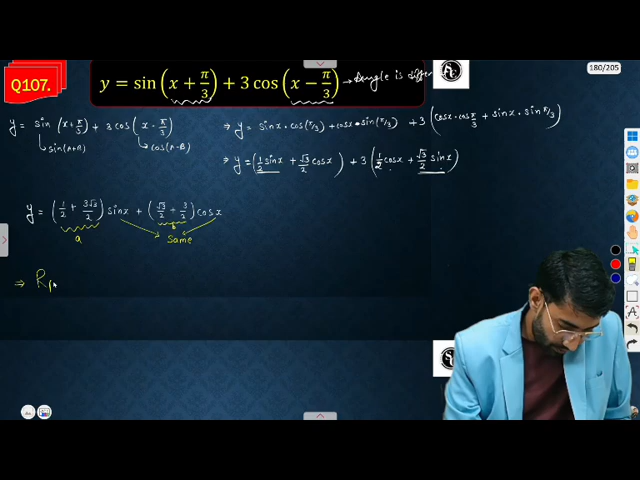 180/205
Q107.
y = sin (x + π/3) + 3 cos (x − π/3) → Angle is differ
y = sin (x + π/3) + 3 cos (x − π/3)
sin(A+B) cos(A−B)
⇒ y = sinx · cos(π/3) + cosx · sin(π/3) + 3 (cosx · cos π/3 + sinx · sin π/3)
⇒ y = (1/2 sinx + √3/2 cosx) + 3 (1/2 cosx + √3/2 sinx)
y = (1/2 + 3√3/2) sinx + (√3/2 + 3/2) cosx
a b same
⇒ R